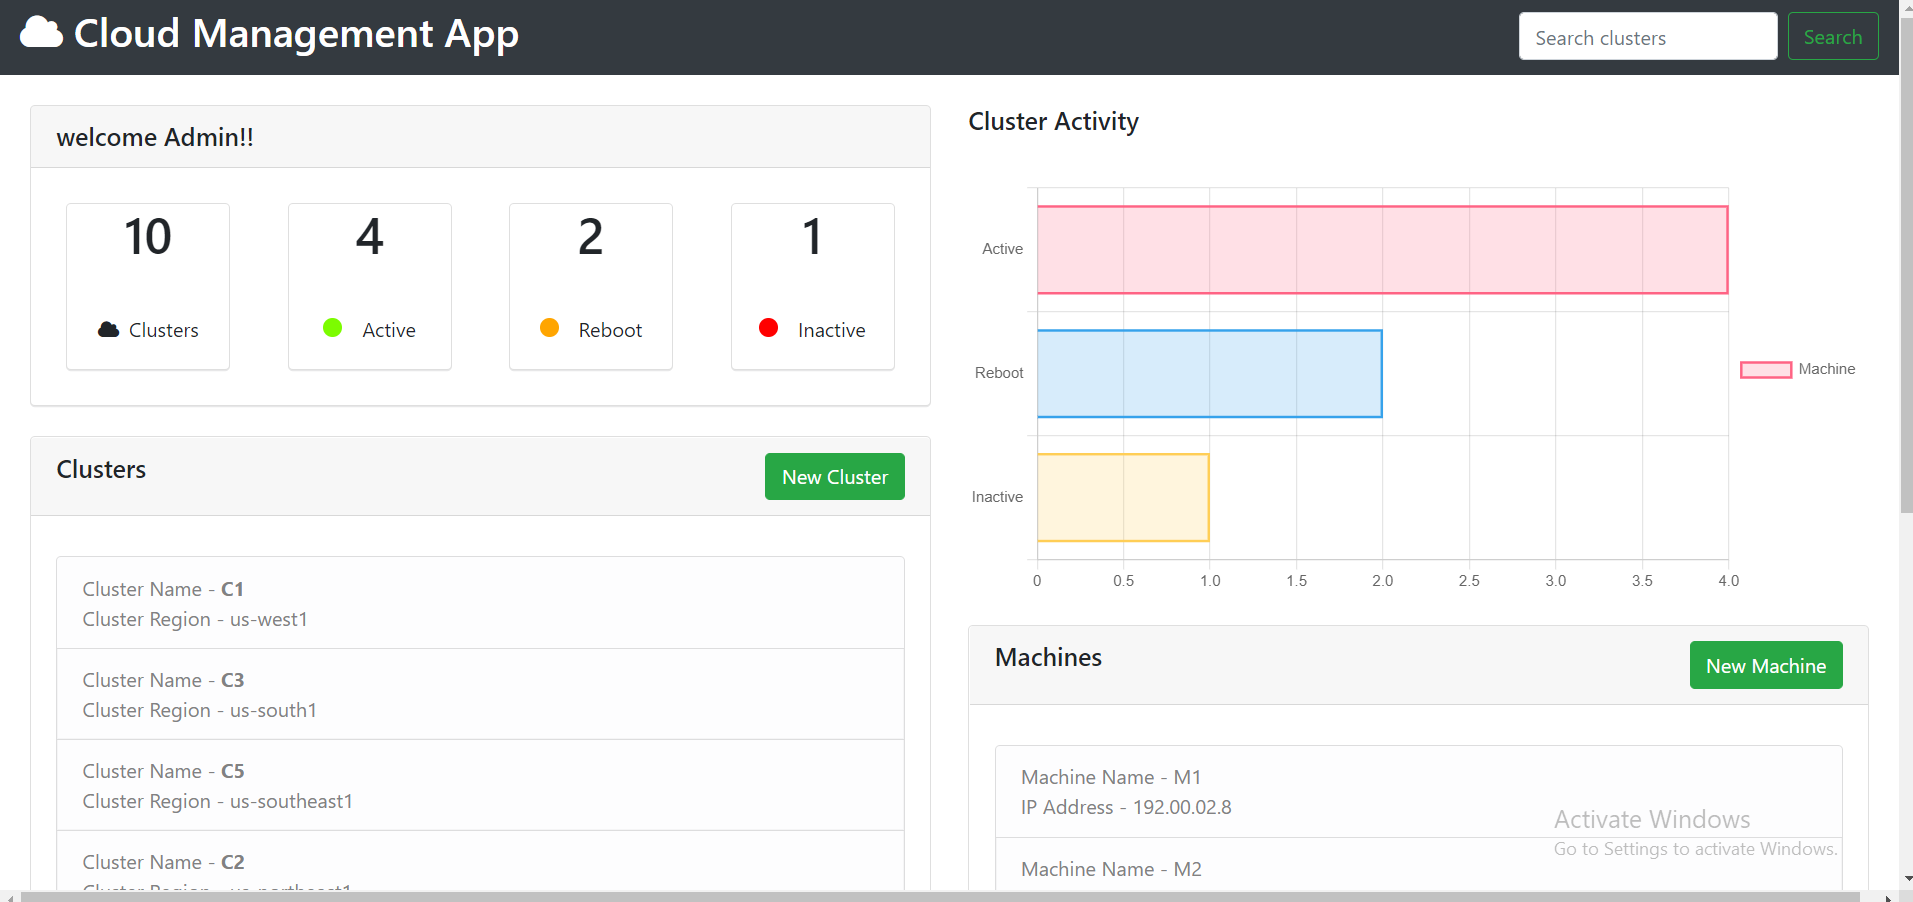 Cloud Management App
Search clusters
Search
welcome Admin!!
10
Clusters
4
Active
2
Reboot
1
Inactive
Clusters
New Cluster
Cluster Name - C1
Cluster Region - us-west1
Cluster Name - C3
Cluster Region - us-south1
Cluster Name - C5
Cluster Region - us-southeast1
Cluster Name - C2
Cluster Region - us-northeast1
Cluster Activity
Active
Reboot
Inactive
0 0.5 1.0 1.5 2.0 2.5 3.0 3.5 4.0
Machine
Machines
New Machine
Machine Name - M1
IP Address - 192.00.02.8
Machine Name - M2
Activate Windows
Go to Settings to activate Windows.